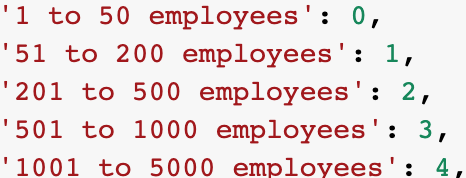 '1 to 50 employees': 0,
'51 to 200 employees': 1,
'201 to 500 employees': 2,
'501 to 1000 employees': 3,
'1001 to 5000 employees': 4,